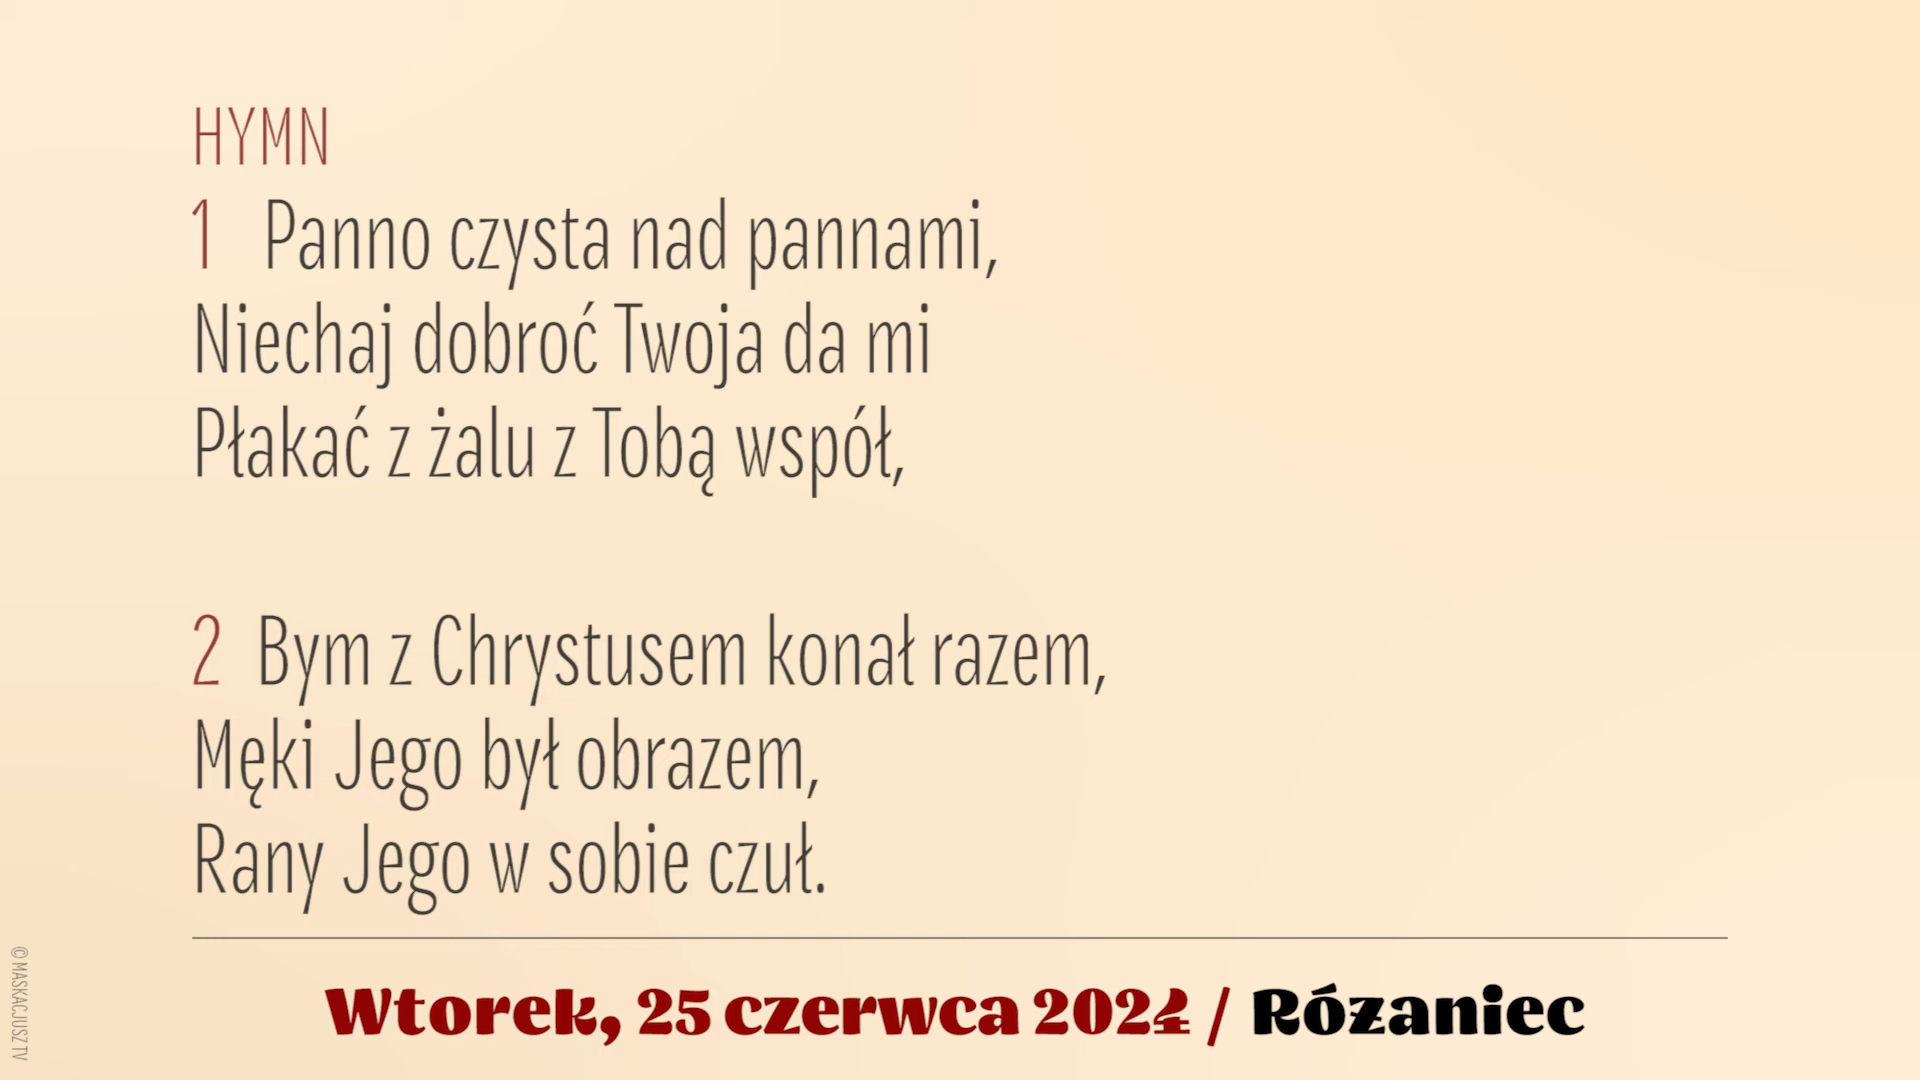 HYMN
1 Panno czysta nad pannami,
Niechaj dobroć Twoja da mi
Płakać z żalu z Tobą współ,
2 Bym z Chrystusem konał razem,
Męki Jego był obrazem,
Rany Jego w sobie czuł.
Wtorek, 25 czerwca 2024 / Różaniec
© MASKACJUSZ TV